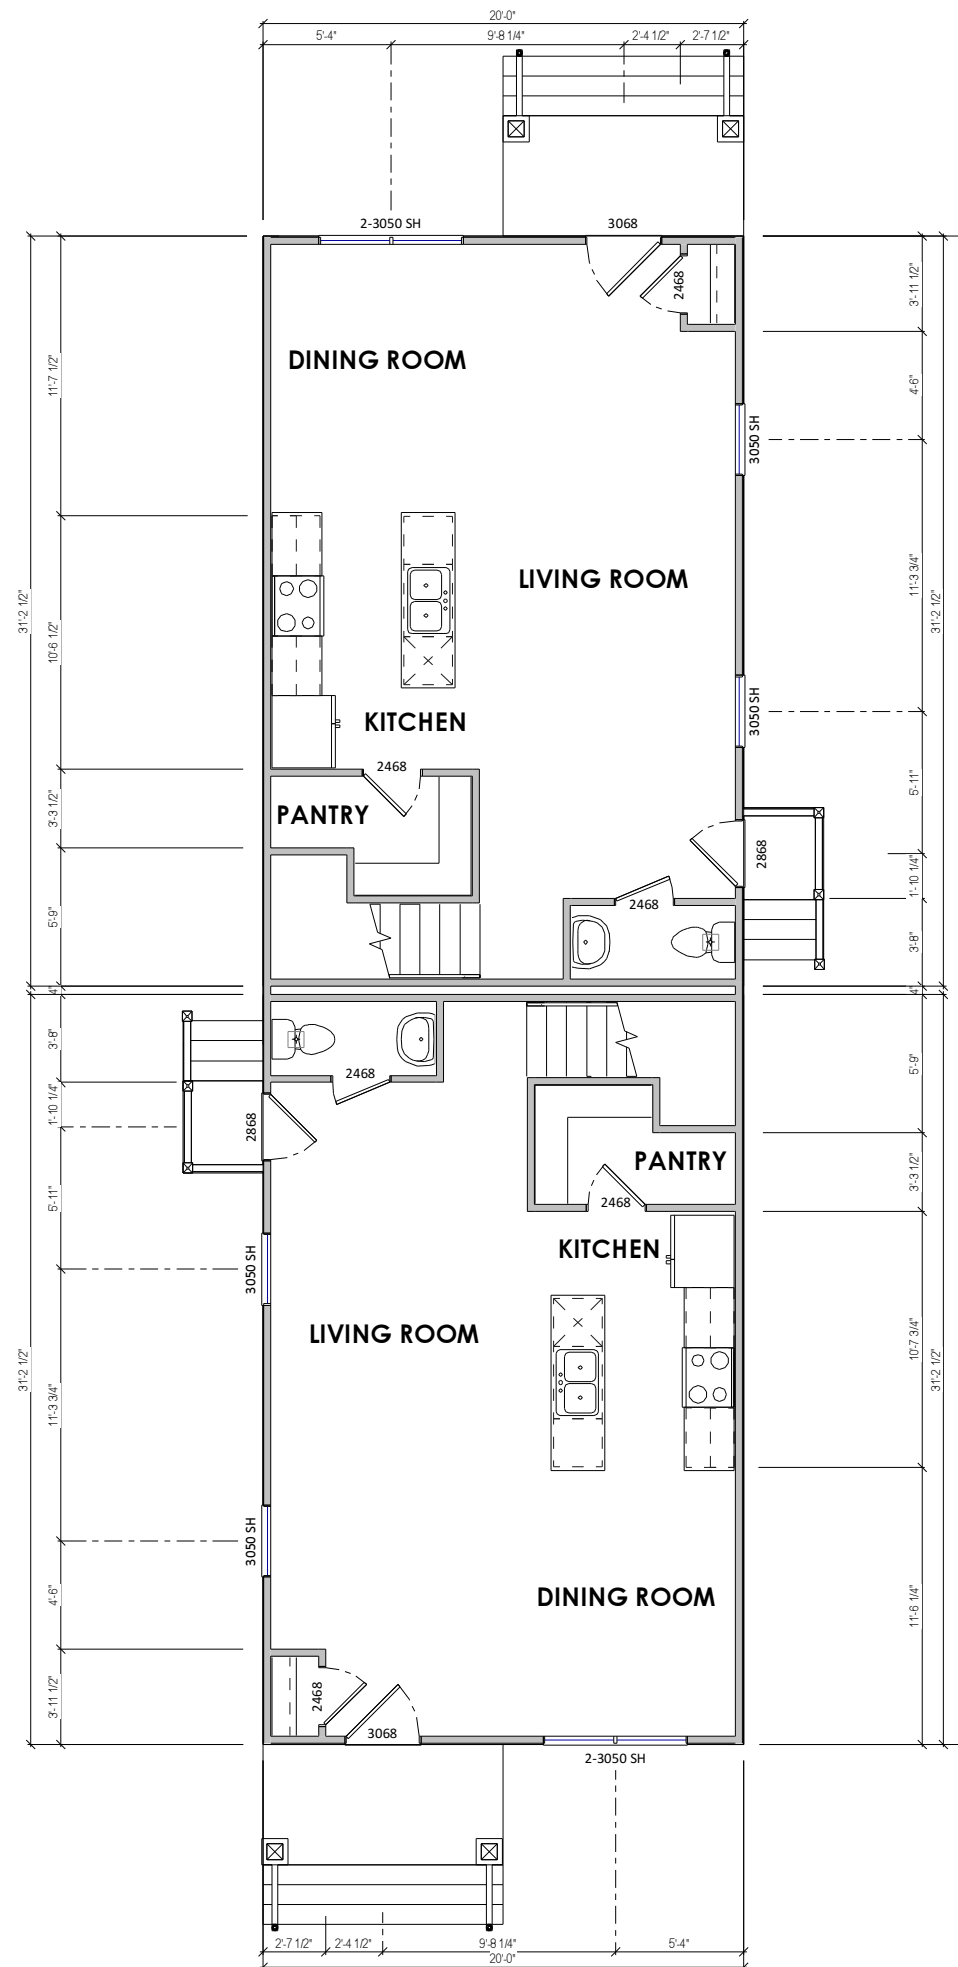 20'-0"
5'-4" 9'-8 1/4" 2'-4 1/2" 2'-7 1/2"
2-3050 SH 3068
2468
3'-11 1/2"
DINING ROOM
11'-7 1/2"
4'-6"
3050 SH
LIVING ROOM
11'-3 3/4"
31'-2 1/2"
31'-2 1/2"
10'-6 1/2"
3050 SH
KITCHEN
2468
5'-11"
PANTRY
3'-3 1/2"
2868
1'-10 1/4"
2468
5'-9"
3'-8"
4"
4"
3'-8"
5'-9"
2468
1'-10 1/4"
2868
PANTRY
3'-3 1/2"
2468
5'-11"
KITCHEN
3050 SH
LIVING ROOM
10'-7 3/4"
31'-2 1/2"
31'-2 1/2"
11'-3 3/4"
3050 SH
DINING ROOM
4'-6"
11'-6 1/4"
2468
3'-11 1/2"
3068
2-3050 SH
2'-7 1/2" 2'-4 1/2" 9'-8 1/4" 5'-4"
20'-0"